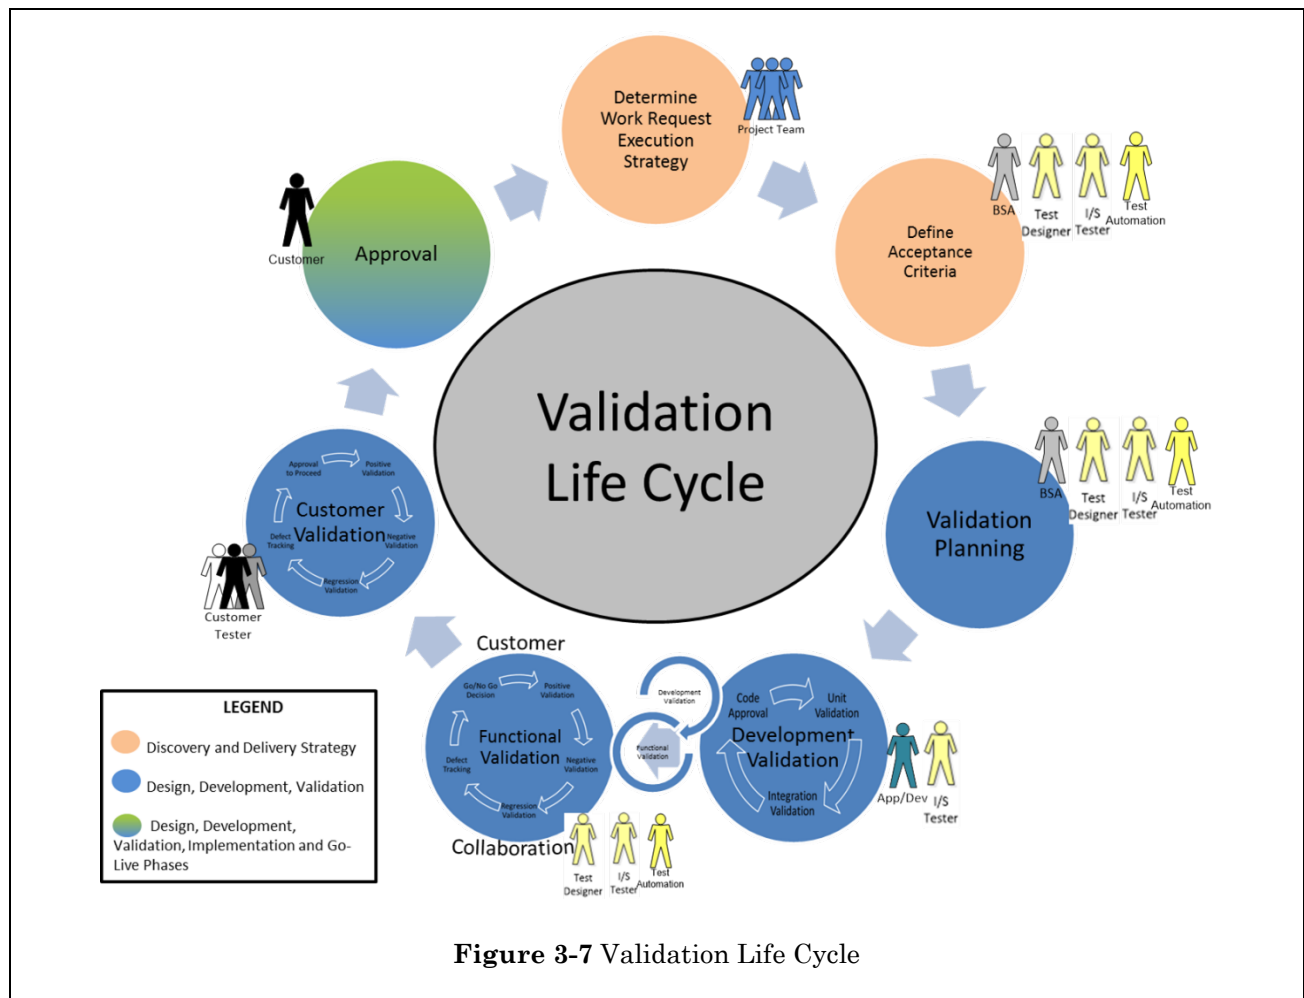 Determine
Work Request
Execution
Strategy
Project Team
BSA
Test
Designer
I/S
Tester
Test
Automation
Define
Acceptance
Criteria
Customer
Approval
Validation
Life Cycle
BSA
Test
Designer
I/S
Tester
Test
Automation
Validation
Planning
Approval
to Proceed
Positive
Validation
Customer
Validation
Defect
Tracking
Negative
Validation
Regression
Validation
Customer
Tester
Customer
Go/No Go
Decision
Positive
Validation
Functional
Validation
Defect
Tracking
Negative
Validation
Regression
Validation
Collaboration
Test
Designer
I/S
Tester
Test
Automation
Development
Validation
Functional
Validation
Code
Approval
Unit
Validation
Development
Validation
Integration
Validation
App/Dev
I/S
Tester
LEGEND
Discovery and Delivery Strategy
Design, Development, Validation
Design, Development,
Validation, Implementation and Go-
Live Phases
Figure 3-7 Validation Life Cycle